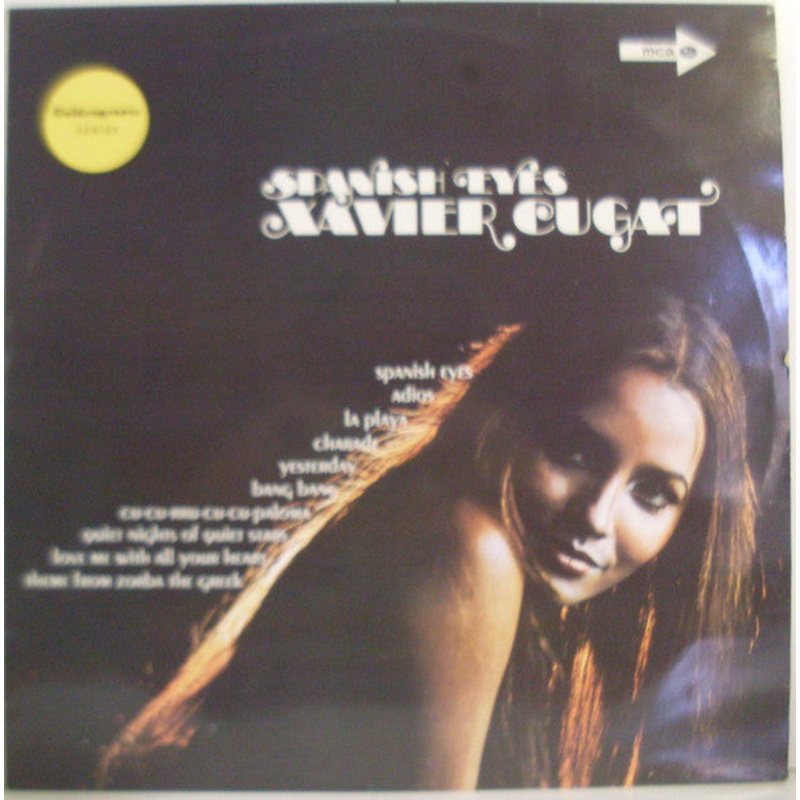 mca
SERIES
SPANISH EYES
XAVIER CUGAT
spanish eyes
adios
la playa
charade
yesterday
bang bang
cu-cu-rru-cu-cu-paloma
quiet nights of quiet stars
love me with all your heart
theme from zorba the greek